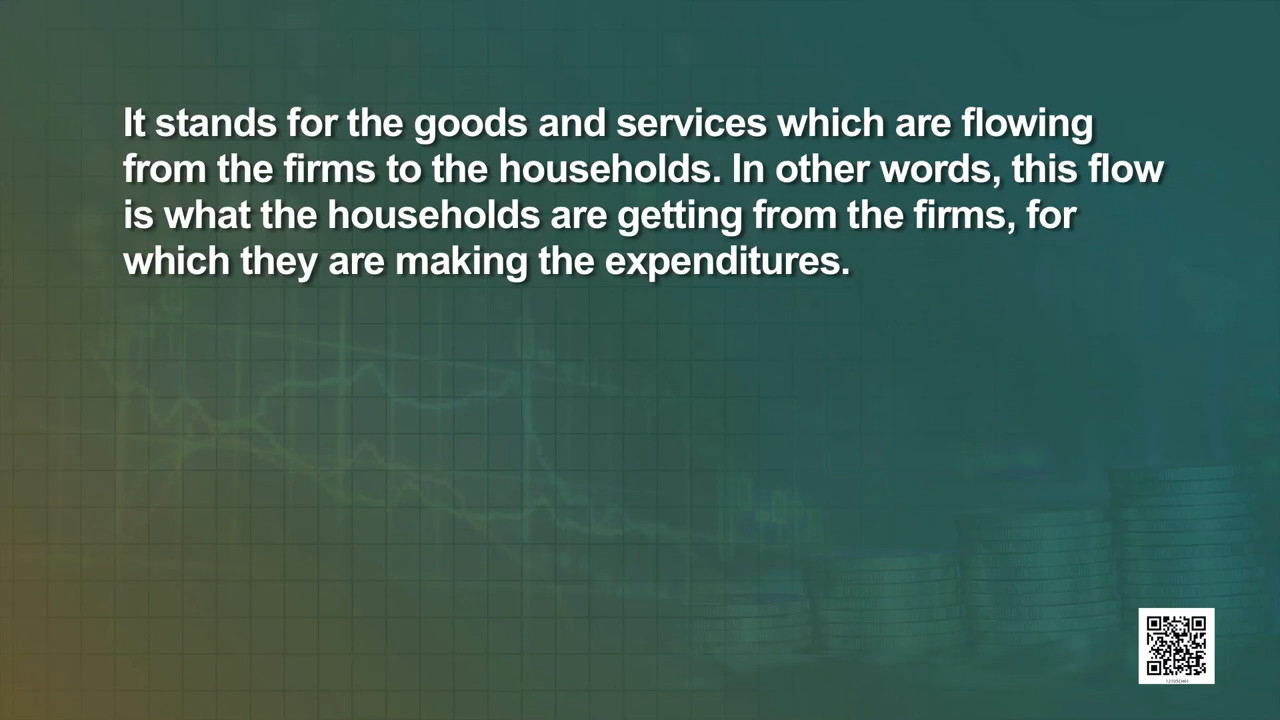 It stands for the goods and services which are flowing
from the firms to the households. In other words, this flow
is what the households are getting from the firms, for
which they are making the expenditures.